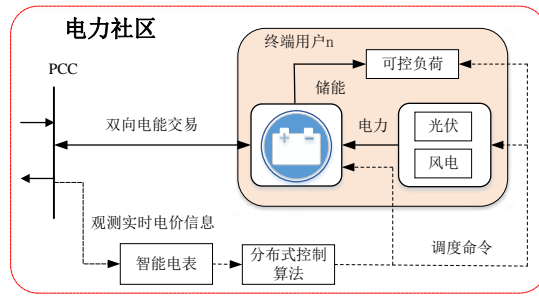 电力社区
终端用户n
PCC
可控负荷
储能
双向电能交易
电力
光伏
风电
观测实时电价信息
智能电表
分布式控制
算法
调度命令